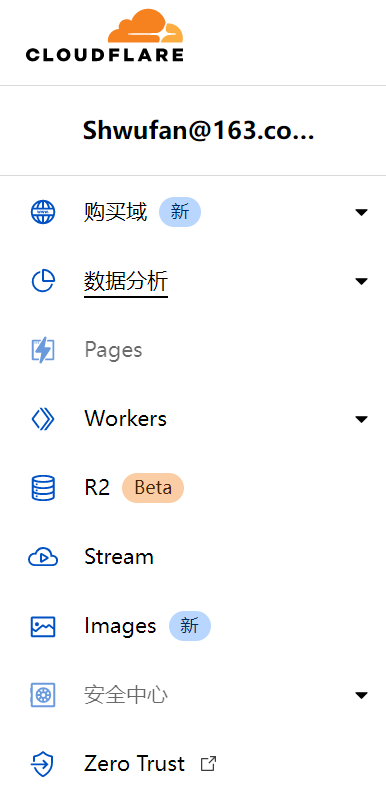 CLOUDFLARE
Shwufan@163.co...
购买域 新
数据分析
Pages
Workers
R2 Beta
Stream
Images 新
安全中心
Zero Trust